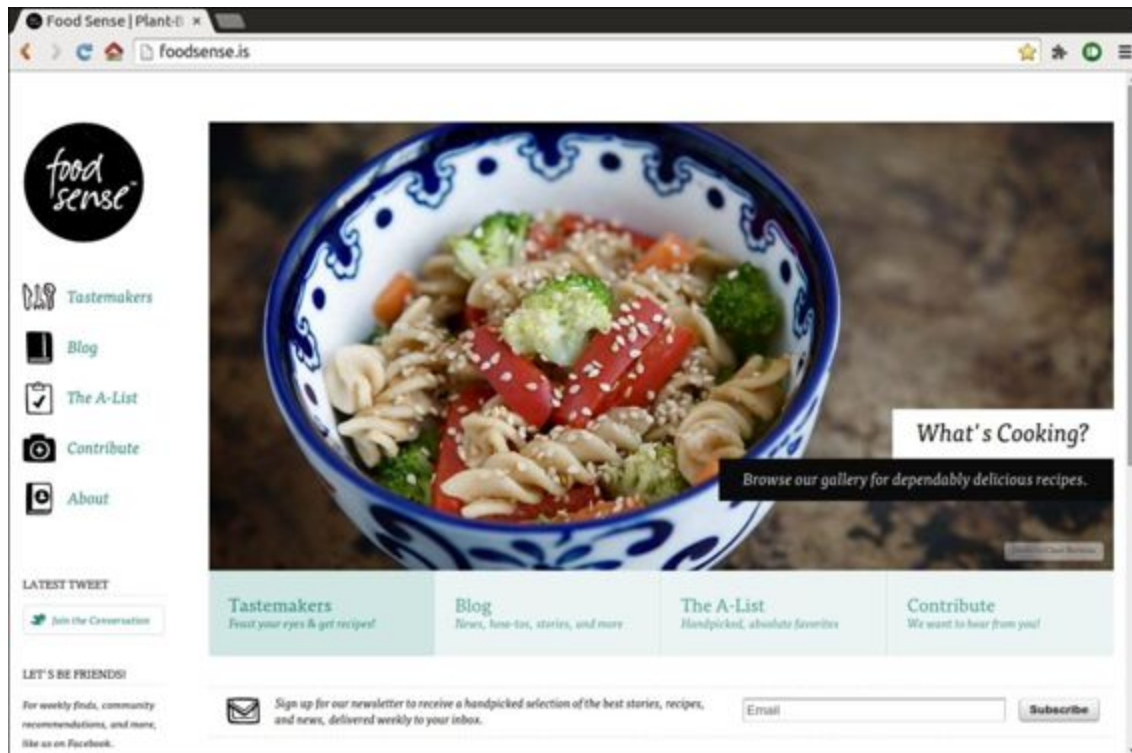 Food Sense | Plant-B
foodsense.is
food
sense™
Tastemakers
Blog
The A-List
Contribute
About
LATEST TWEET
Join the Conversation
LET'S BE FRIENDS!
For weekly finds, community
recommendations, and more,
like us on Facebook.
What's Cooking?
Browse our gallery for dependably delicious recipes.
Tastemakers
Feast your eyes & get recipes!
Blog
News, how-tos, stories, and more
The A-List
Handpicked, absolute favorites
Contribute
We want to hear from you!
Sign up for our newsletter to receive a handpicked selection of the best stories, recipes,
and news, delivered weekly to your inbox.
Email
Subscribe